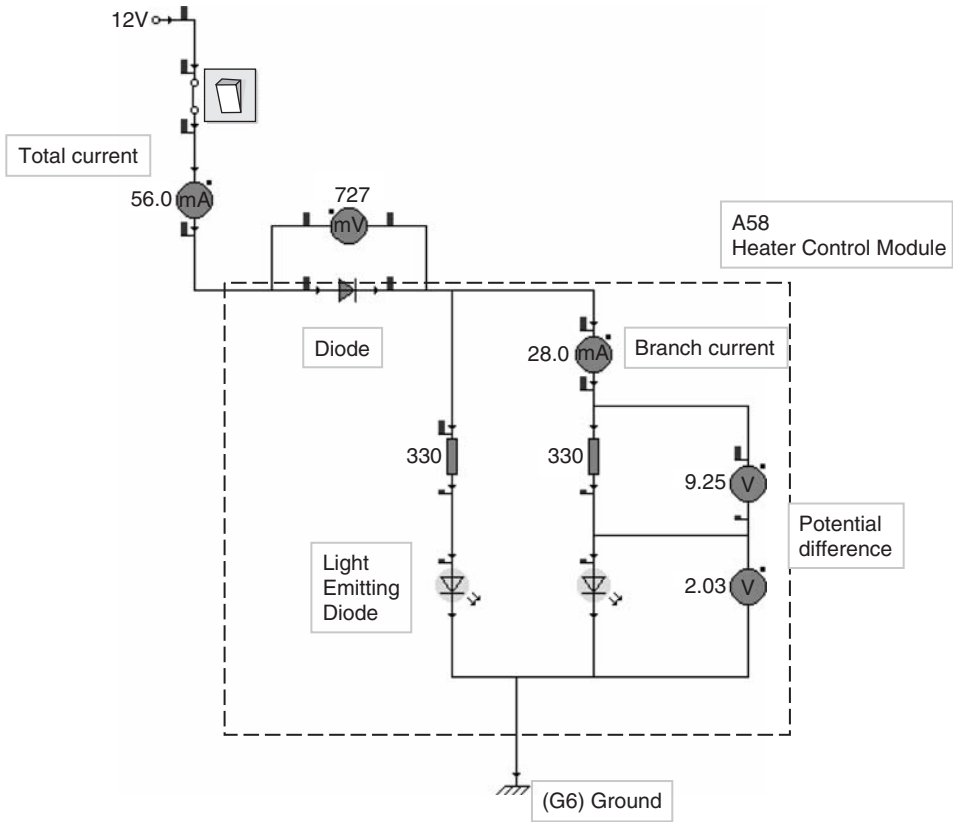 12V
Total current
56.0 mA
727
mV
A58
Heater Control Module
Diode
28.0 mA
Branch current
330
330
9.25 V
Potential
difference
Light
Emitting
Diode
2.03 V
(G6) Ground